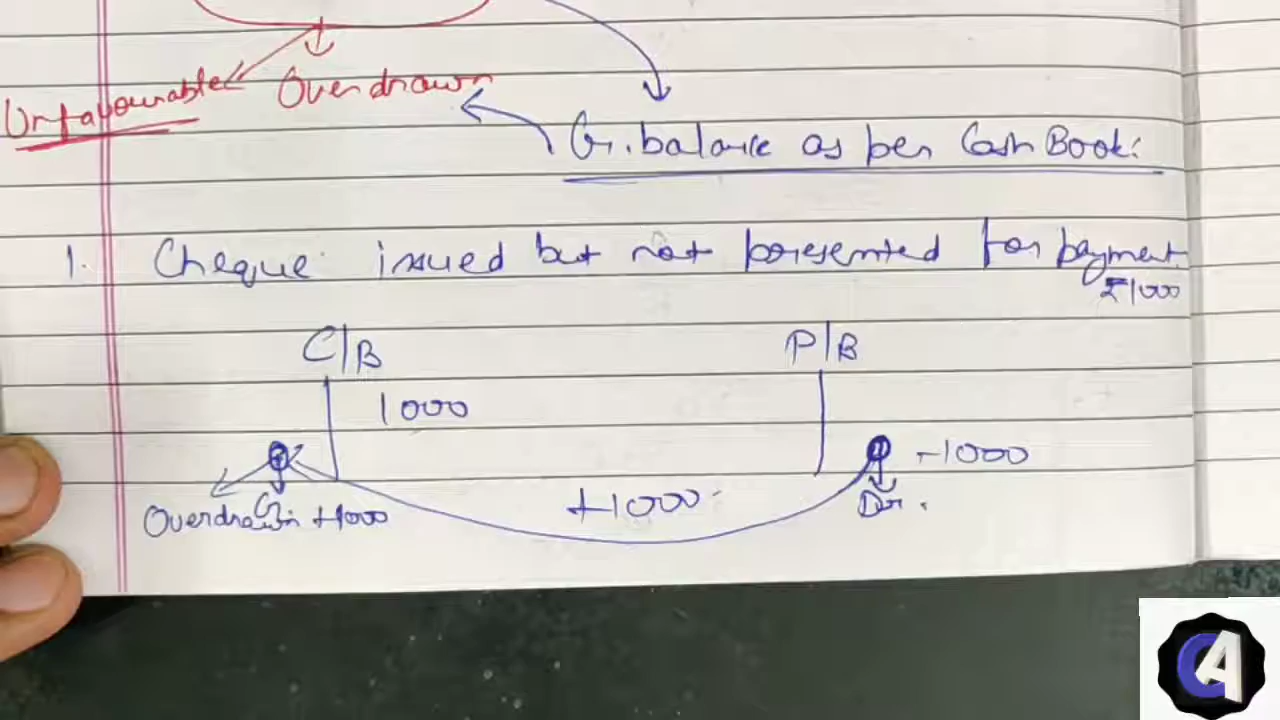 Unfavourable Overdrawn
Cr. balance as per Cash Book:
1. Cheque issued but not presented for payment
₹1000
C/B P/B
1000
-1000
+1000
Overdrawn Cr. +1000 Dr.
CA